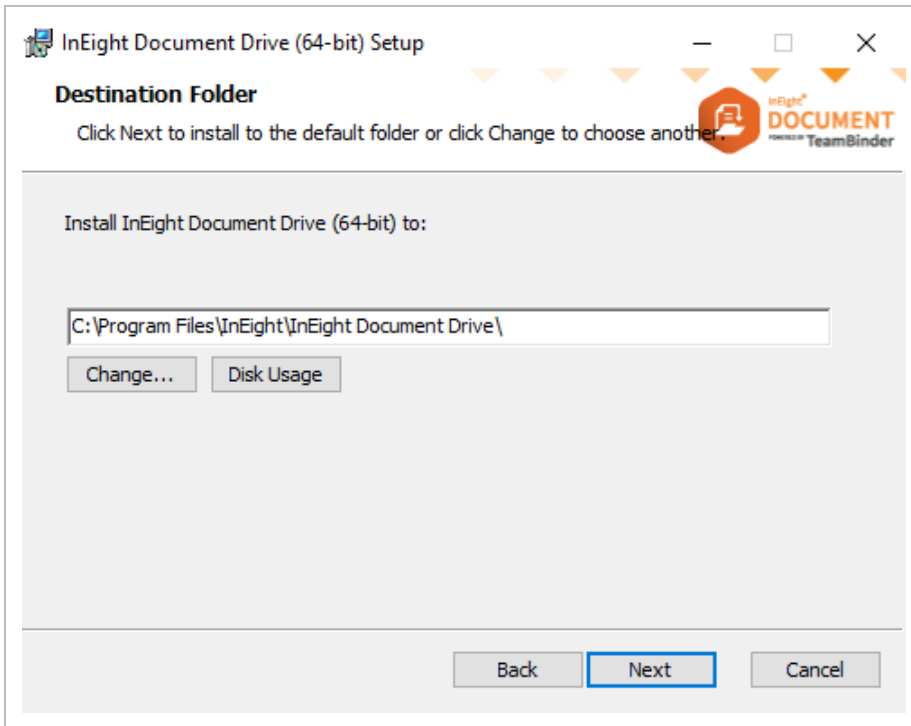 InEight Document Drive (64-bit) Setup
Destination Folder
Click Next to install to the default folder or click Change to choose another.
InEight®
DOCUMENT
POWERED BY TeamBinder
Install InEight Document Drive (64-bit) to:
C:\Program Files\InEight\InEight Document Drive\
Change... Disk Usage
Back Next Cancel